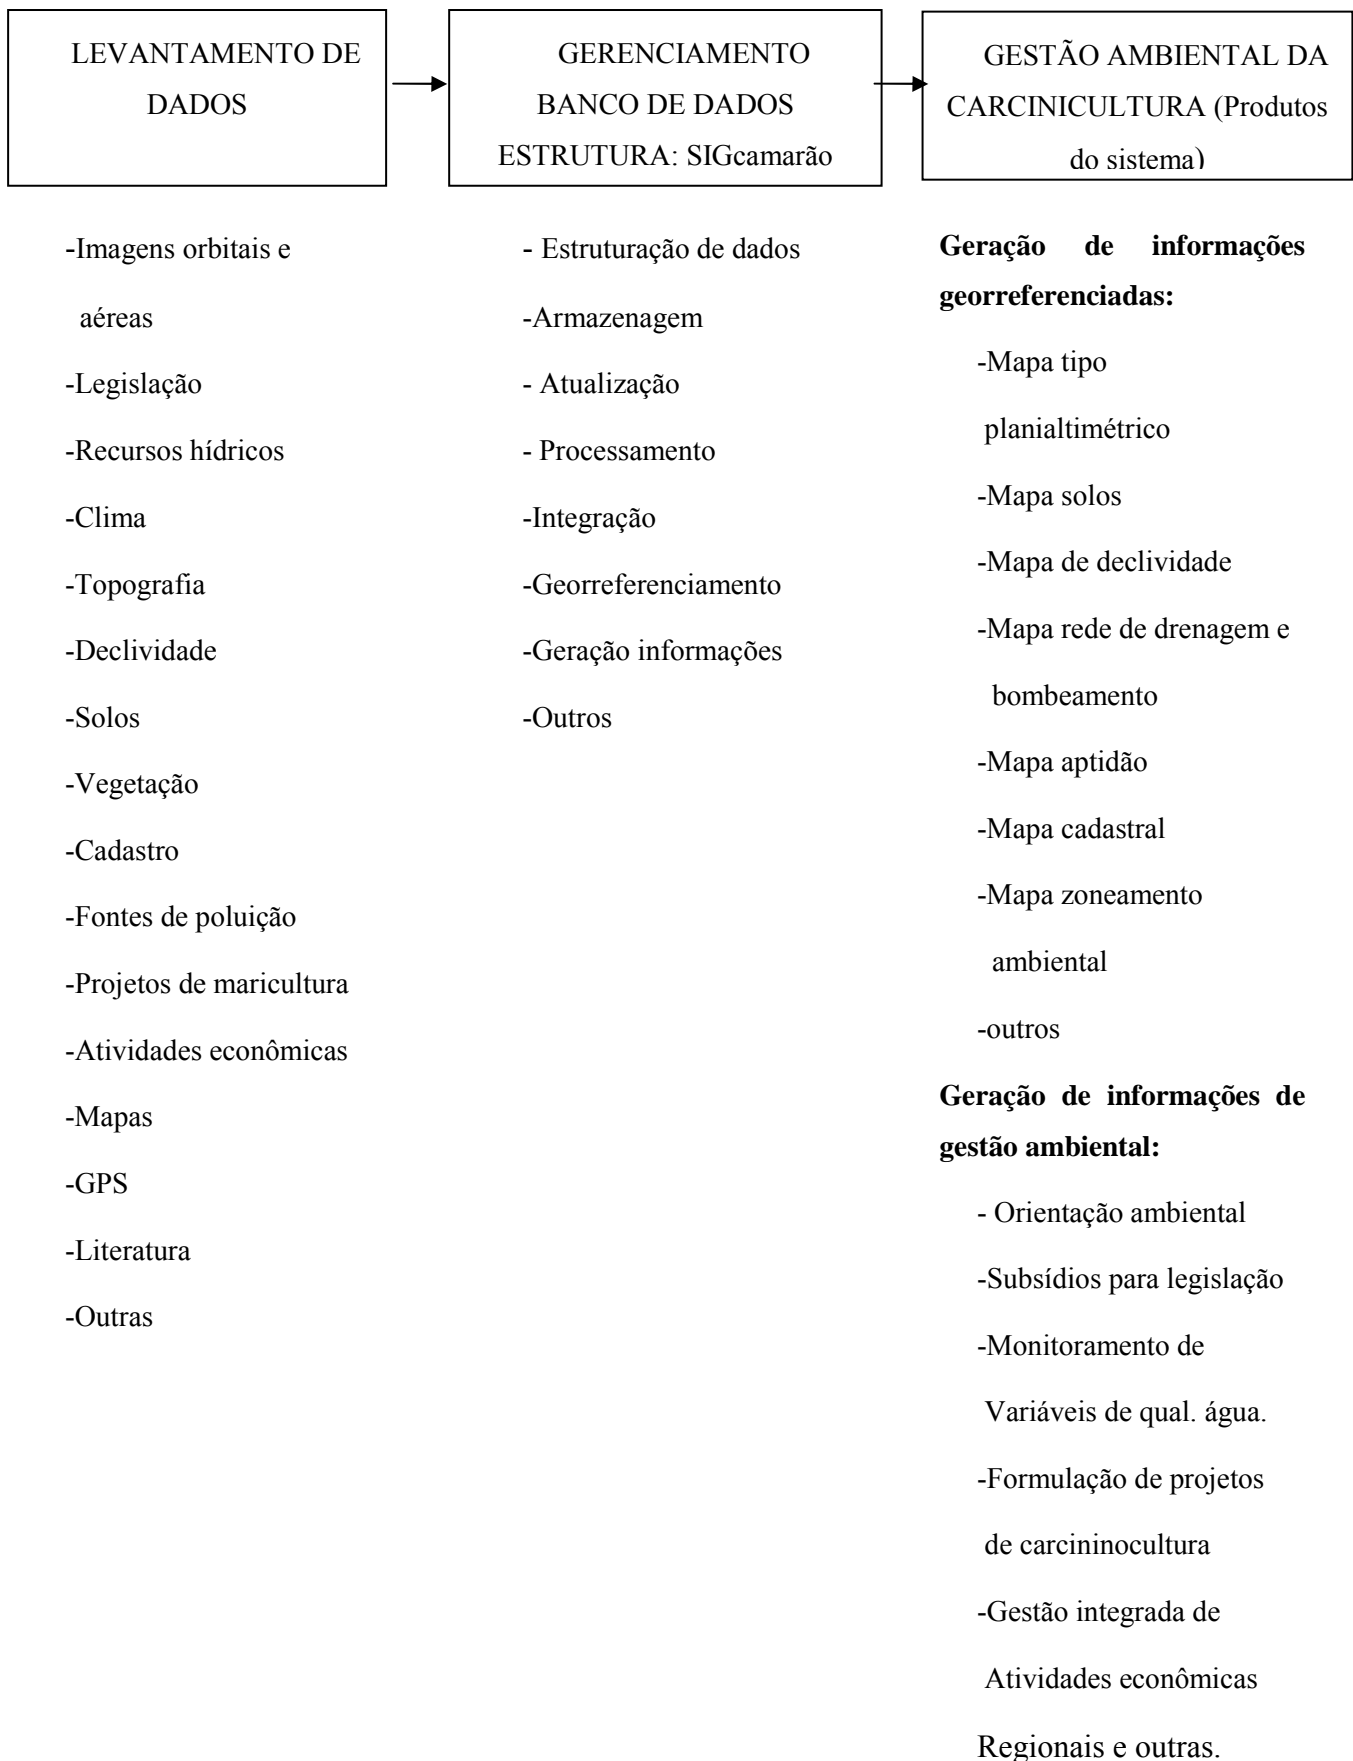 LEVANTAMENTO DE
DADOS
GERENCIAMENTO
BANCO DE DADOS
ESTRUTURA: SIGcamarão
GESTÃO AMBIENTAL DA
CARCINICULTURA (Produtos
do sistema)
-Imagens orbitais e
aéreas
-Legislação
-Recursos hídricos
-Clima
-Topografia
-Declividade
-Solos
-Vegetação
-Cadastro
-Fontes de poluição
-Projetos de maricultura
-Atividades econômicas
-Mapas
-GPS
-Literatura
-Outras
- Estruturação de dados
-Armazenagem
- Atualização
- Processamento
-Integração
-Georreferenciamento
-Geração informações
-Outros
Geração de informações
georreferenciadas:
-Mapa tipo
planialtimétrico
-Mapa solos
-Mapa de declividade
-Mapa rede de drenagem e
bombeamento
-Mapa aptidão
-Mapa cadastral
-Mapa zoneamento
ambiental
-outros
Geração de informações de
gestão ambiental:
- Orientação ambiental
-Subsídios para legislação
-Monitoramento de
Variáveis de qual. água.
-Formulação de projetos
de carcininocultura
-Gestão integrada de
Atividades econômicas
Regionais e outras.